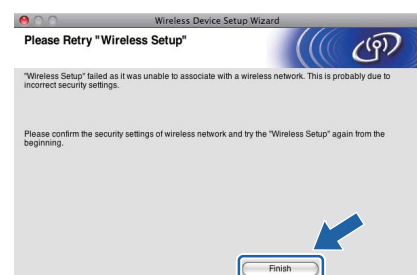 Wireless Device Setup Wizard
Please Retry "Wireless Setup"
"Wireless Setup" failed as it was unable to associate with a wireless network. This is probably due to
incorrect security settings.
Please confirm the security settings of wireless network and try the "Wireless Setup" again from the
beginning.
Finish